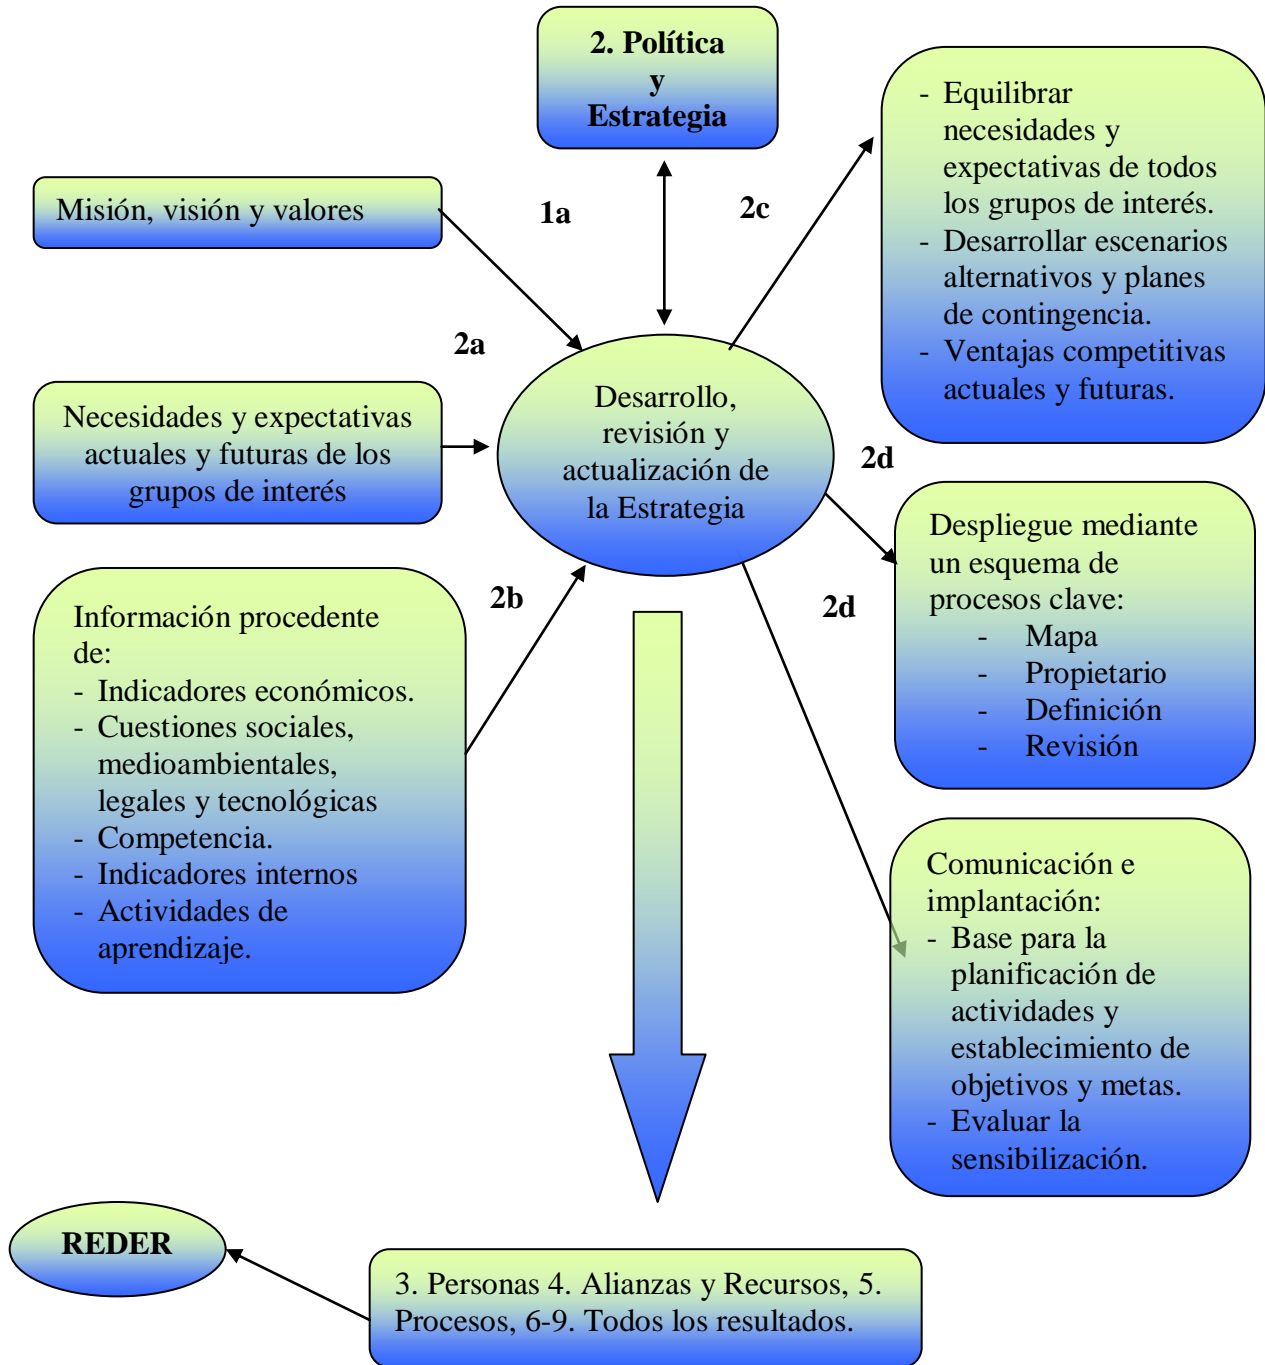 2. Política
y
Estrategia
Misión, visión y valores
1a
2c
2a
Necesidades y expectativas
actuales y futuras de los
grupos de interés
Desarrollo,
revisión y
actualización de
la Estrategia
2b
Información procedente
de:
- Indicadores económicos.
- Cuestiones sociales,
medioambientales,
legales y tecnológicas
- Competencia.
- Indicadores internos
- Actividades de
aprendizaje.
- Equilibrar
necesidades y
expectativas de todos
los grupos de interés.
- Desarrollar escenarios
alternativos y planes
de contingencia.
- Ventajas competitivas
actuales y futuras.
2d
Despliegue mediante
un esquema de
procesos clave:
- Mapa
- Propietario
- Definición
- Revisión
2d
Comunicación e
implantación:
- Base para la
planificación de
actividades y
establecimiento de
objetivos y metas.
- Evaluar la
sensibilización.
REDER
3. Personas 4. Alianzas y Recursos, 5.
Procesos, 6-9. Todos los resultados.